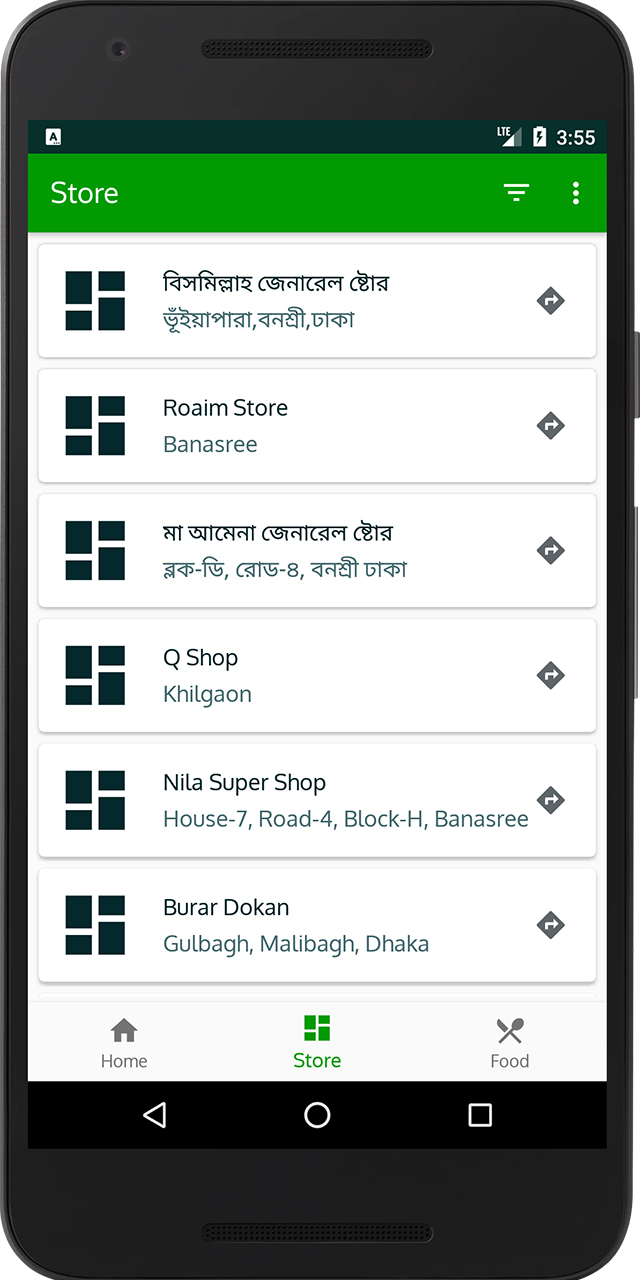 LTE
3:55
Store
বিসমিল্লাহ জেনারেল ষ্টোর
ভূঁইয়াপারা,বনশ্রী,ঢাকা
Roaim Store
Banasree
মা আমেনা জেনারেল ষ্টোর
ব্লক-ডি, রোড-৪, বনশ্রী ঢাকা
Q Shop
Khilgaon
Nila Super Shop
House-7, Road-4, Block-H, Banasree
Burar Dokan
Gulbagh, Malibagh, Dhaka
Home
Store
Food